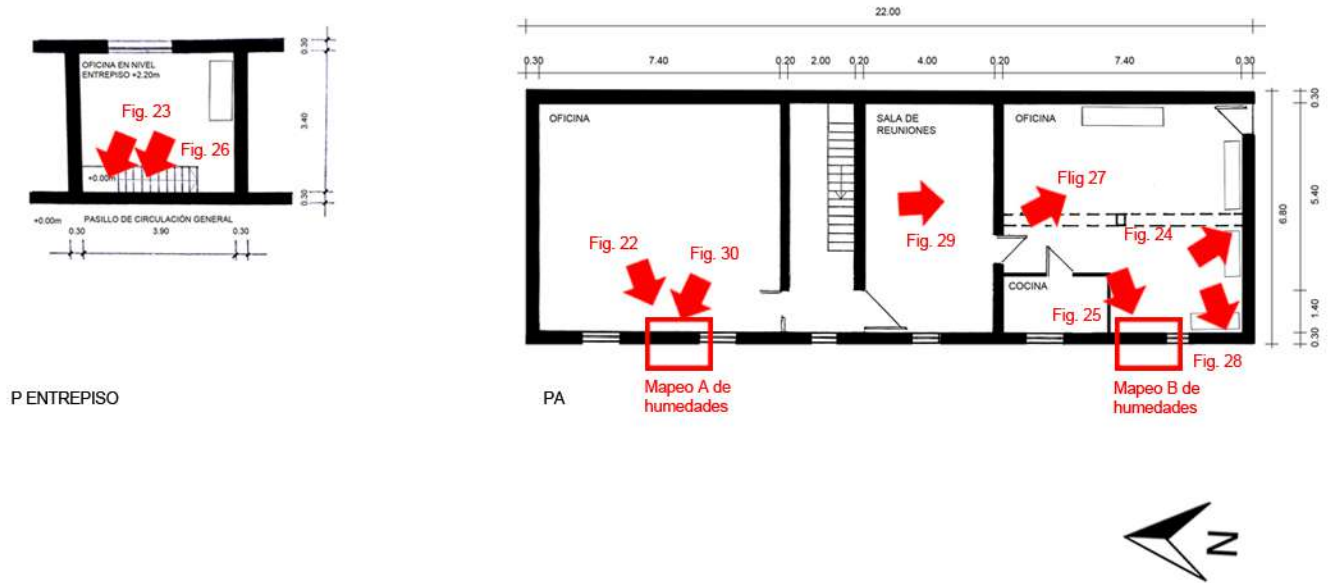 OFICINA EN NIVEL
ENTREPISO +2.20m
Fig. 23
Fig. 26
+0.00m
+0.00m
PASILLO DE CIRCULACIÓN GENERAL
0.30
3.90
0.30
0.30
3.40
0.30
P ENTREPISO
22.00
0.30
7.40
0.20
2.00
0.20
4.00
0.20
7.40
0.30
OFICINA
SALA DE
REUNIONES
OFICINA
Flig 27
Fig. 22
Fig. 30
Fig. 29
Fig. 24
COCINA
Fig. 25
Fig. 28
0.30
5.40
6.80
1.40
0.30
Mapeo A de
humedades
Mapeo B de
humedades
PA
N